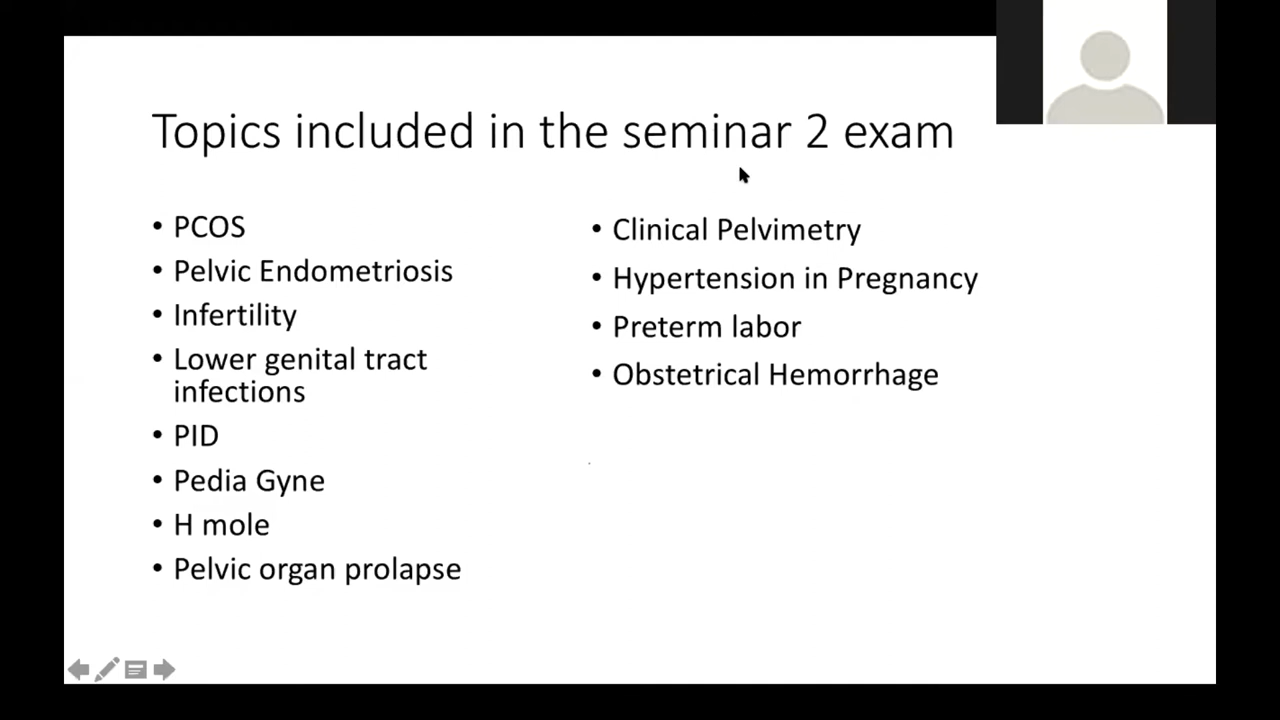 Topics included in the seminar 2 exam
• PCOS
• Pelvic Endometriosis
• Infertility
• Lower genital tract
infections
• PID
• Pedia Gyne
• H mole
• Pelvic organ prolapse
• Clinical Pelvimetry
• Hypertension in Pregnancy
• Preterm labor
• Obstetrical Hemorrhage